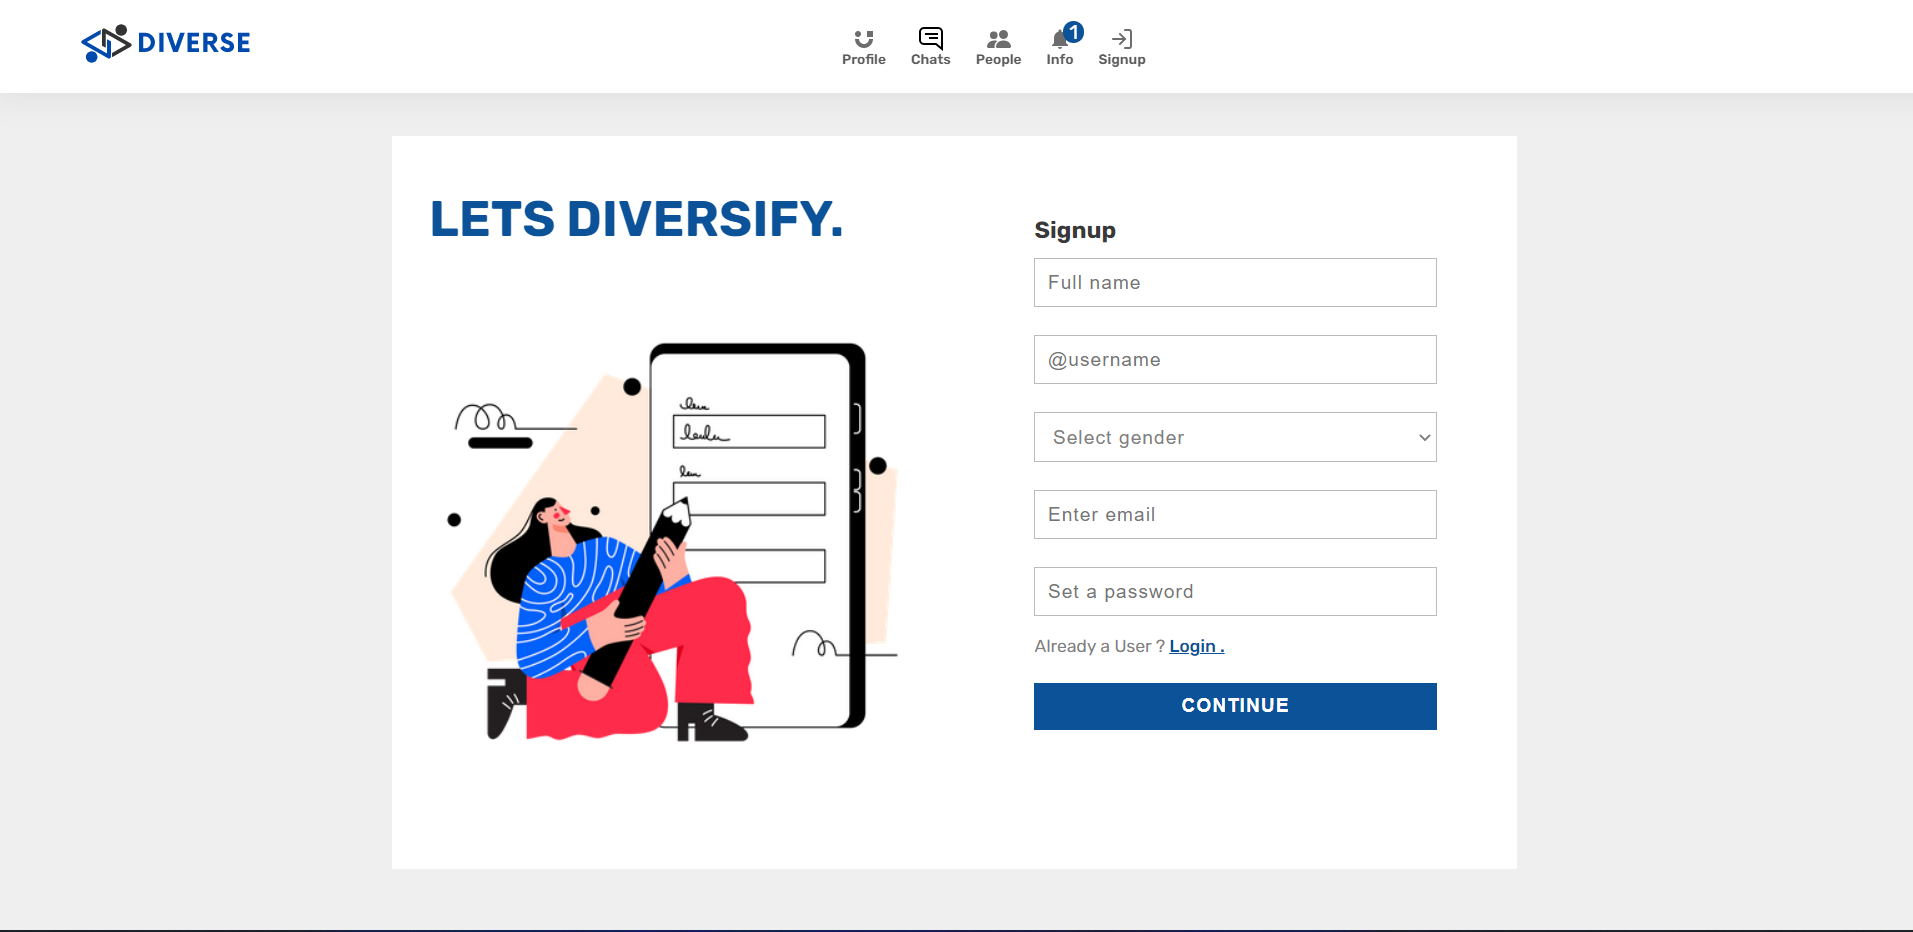 DIVERSE
Profile
Chats
People
1
Info
Signup
LETS DIVERSIFY.
Signup
Full name
@username
Select gender
Enter email
Set a password
Already a User ? Login .
CONTINUE